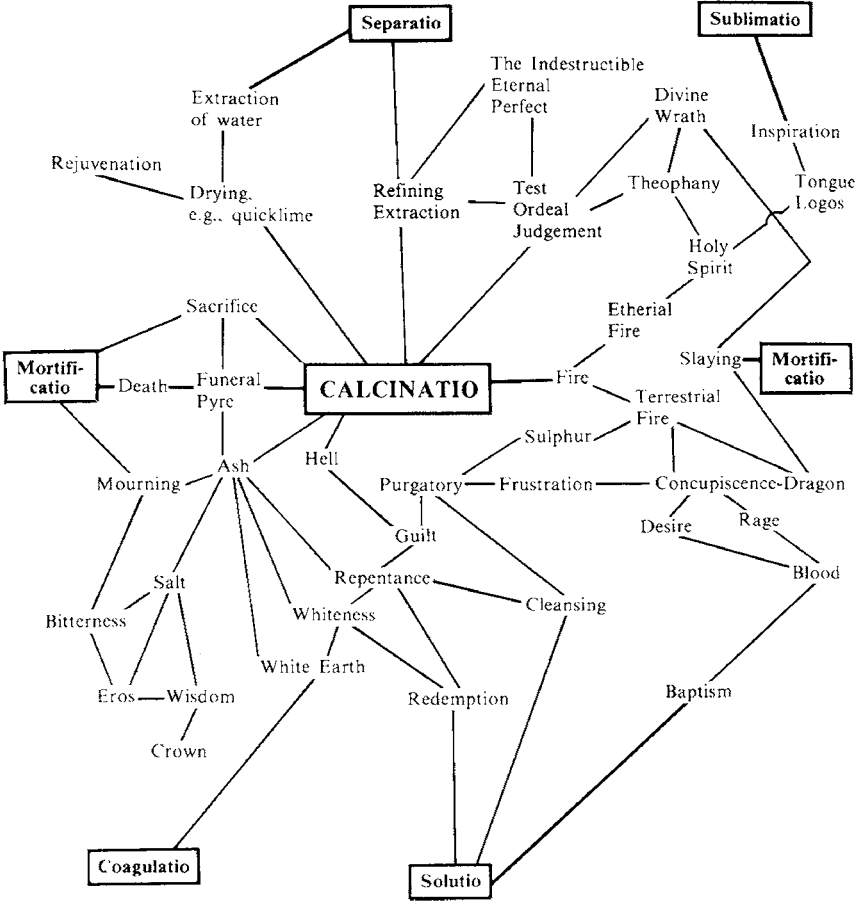 Separatio
Sublimatio
The Indestructible
Eternal
Perfect
Extraction
of water
Divine
Wrath
Inspiration
Rejuvenation
Drying,
e.g., quicklime
Refining
Extraction
Test
Ordeal
Judgement
Theophany
Tongue
Logos
Holy
Spirit
Sacrifice
Etherial
Fire
Mortifi-
catio
Death
Funeral
Pyre
CALCINATIO
Fire
Slaying
Mortifi-
catio
Terrestrial
Fire
Sulphur
Hell
Ash
Mourning
Purgatory
Frustration
Concupiscence-Dragon
Guilt
Desire
Rage
Salt
Repentance
Blood
Bitterness
Whiteness
Cleansing
White Earth
Eros
Wisdom
Redemption
Baptism
Crown
Coagulatio
Solutio